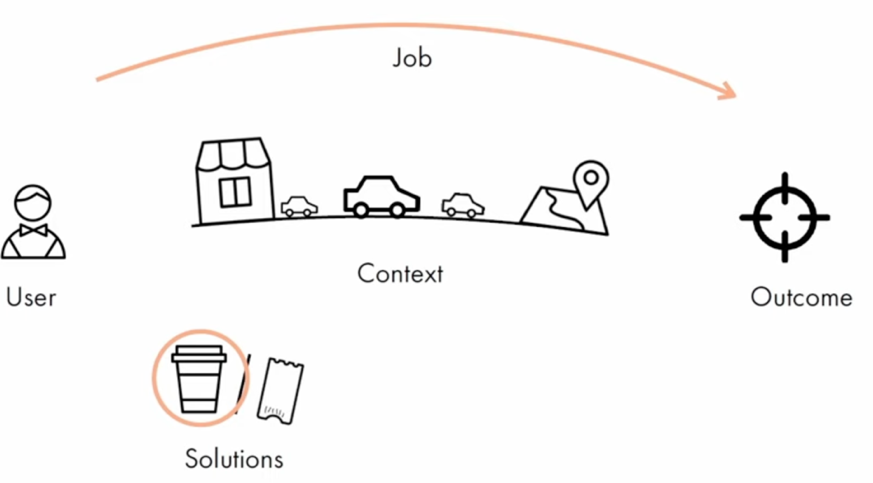 Job
Context
User
Outcome
Solutions